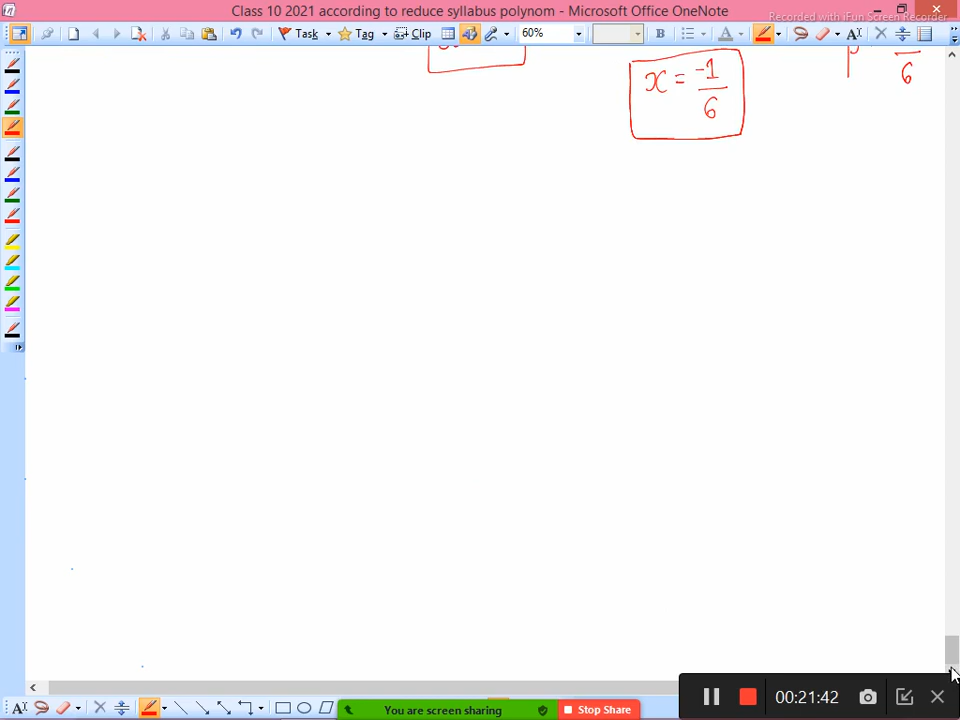 Class 10 2021 according to reduce syllabus polynom - Microsoft Office OneNote
Recorded with iFun Screen Recorder
Task Tag Clip 60% B A
x = -1/6
6
You are screen sharing Stop Share
00:21:42